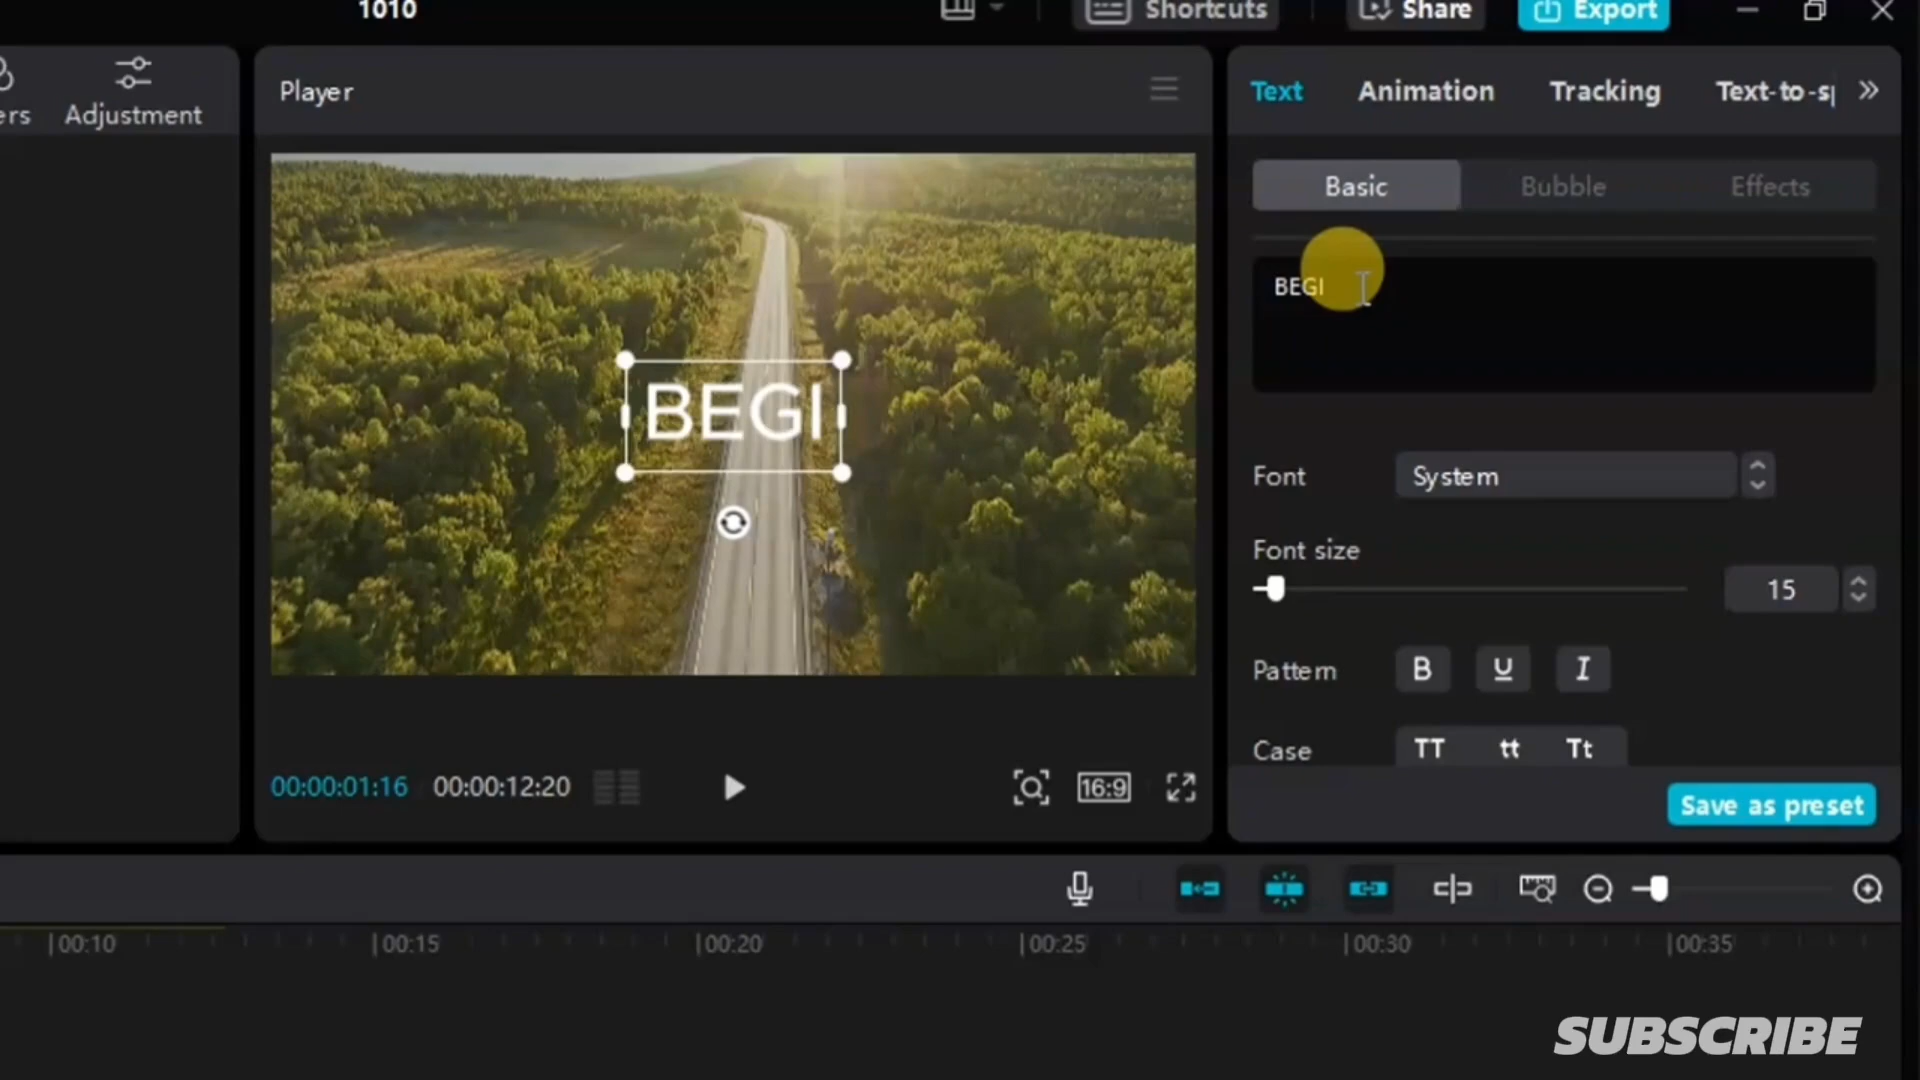 1010
Shortcuts
Share
Export
ers
Adjustment
Player
Text
Animation
Tracking
Text-to-s
Basic
Bubble
Effects
BEGI
BEGI
Font
System
Font size
15
Pattern
B U I
Case
TT tt Tt
00:00:01:16 00:00:12:20
16:9
Save as preset
00:10
00:15
00:20
00:25
00:30
00:35
SUBSCRIBE